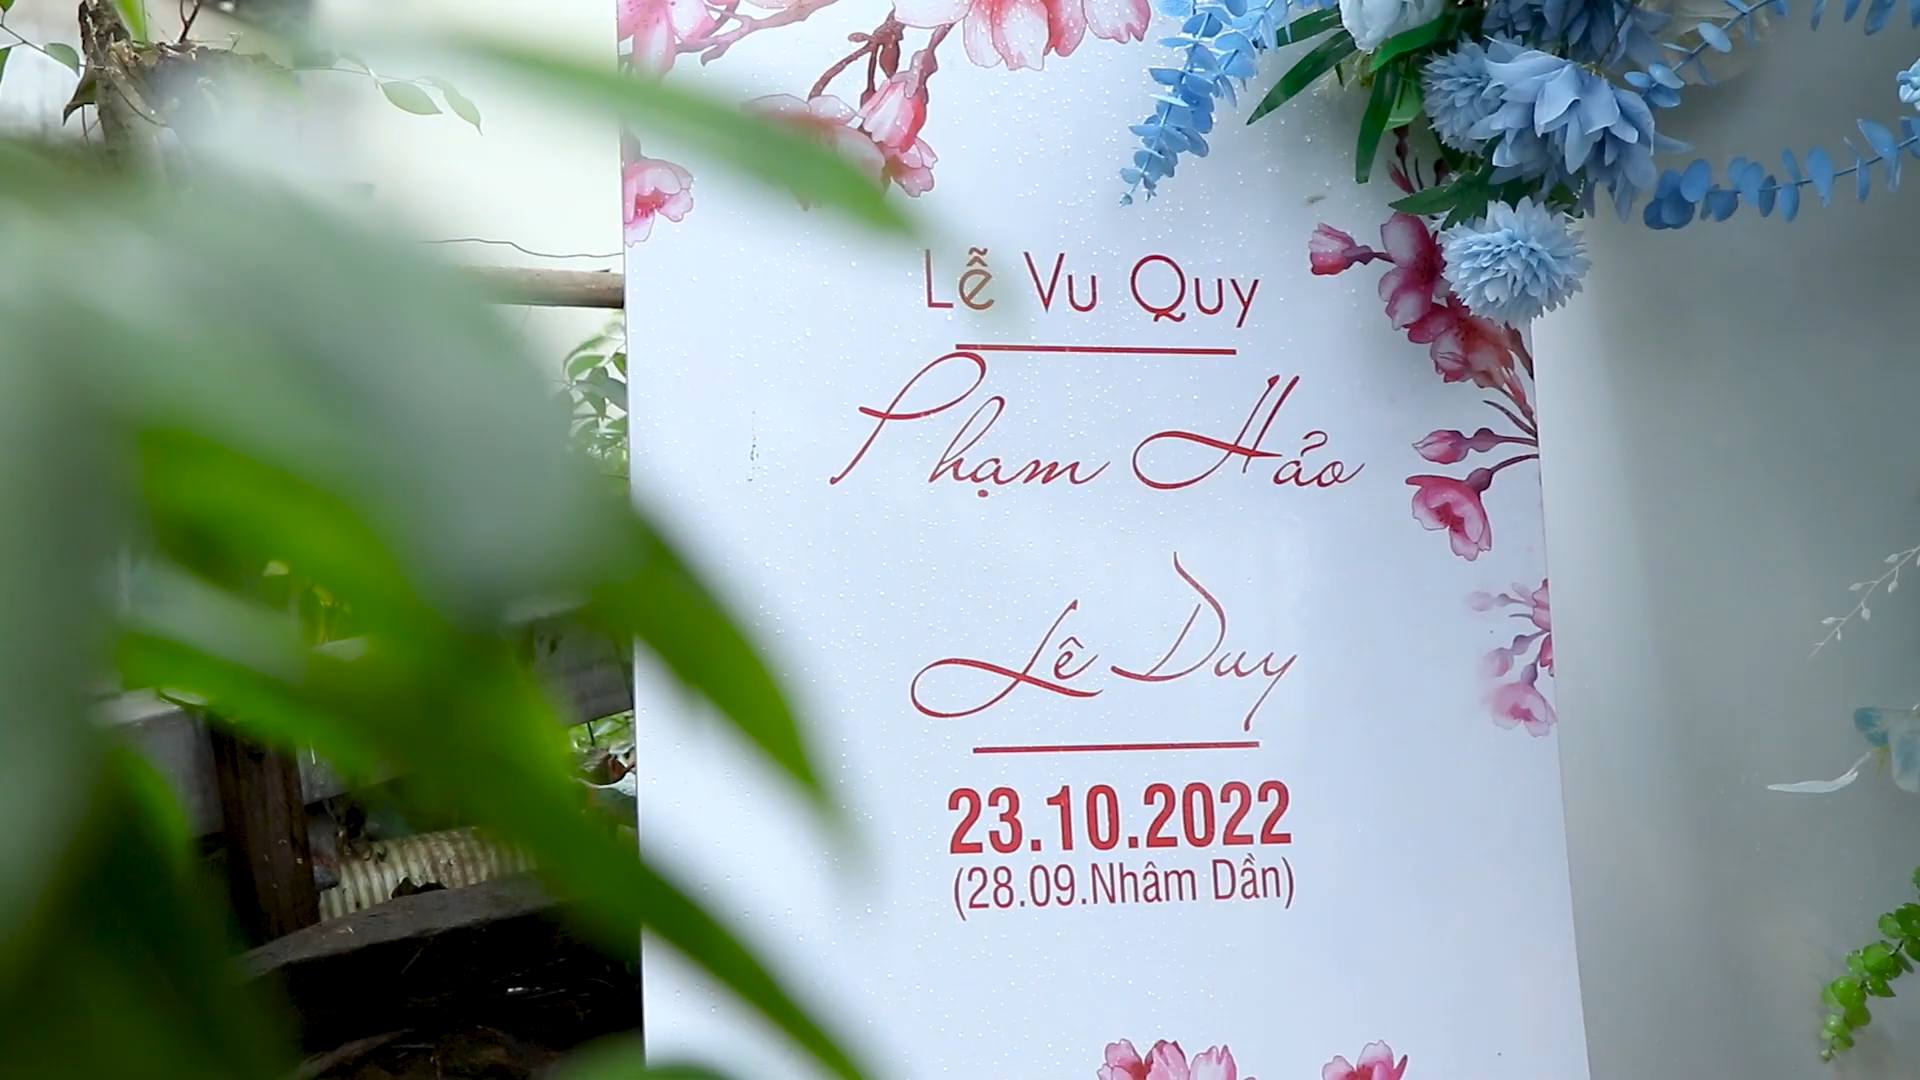 Lễ Vu Quy
Phạm Hảo
Lê Duy
23.10.2022
(28.09.Nhâm Dần)